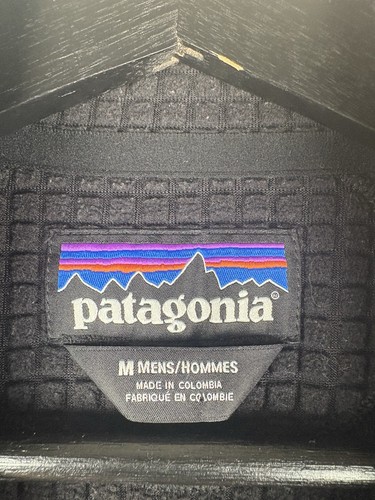 patagonia®
M MENS/HOMMES
MADE IN COLOMBIA
FABRIQUÉ EN COLOMBIE